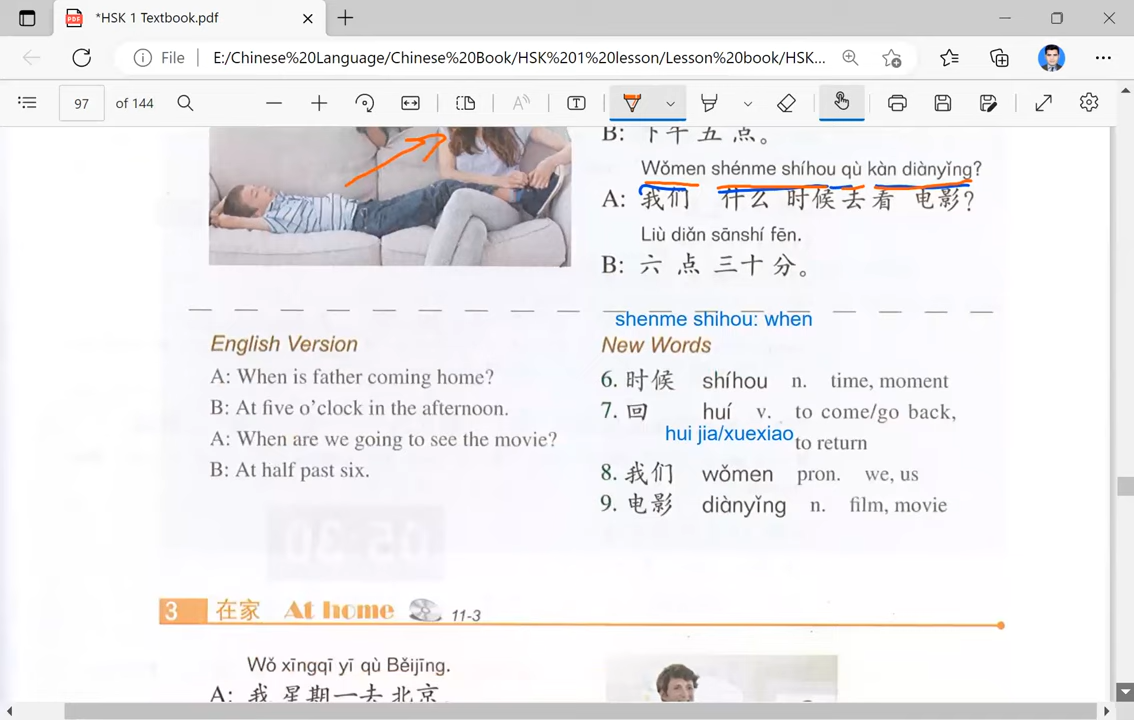 *HSK 1 Textbook.pdf
File
E:/Chinese%20Language/Chinese%20Book/HSK%201%20lesson/Lesson%20book/HSK...
97 of 144
B: 下午五点。
Wǒmen shénme shíhou qù kàn diànyǐng?
A: 我们 什么 时候 去 看 电影?
Liù diǎn sānshí fēn.
B: 六 点 三十 分。
shenme shihou: when
English Version
A: When is father coming home?
B: At five o'clock in the afternoon.
A: When are we going to see the movie?
B: At half past six.
New Words
6. 时候 shíhou n. time, moment
7. 回 huí v. to come/go back,
hui jia/xuexiao
to return
8. 我们 wǒmen pron. we, us
9. 电影 diànyǐng n. film, movie
3 在家 At home 11-3
Wǒ xīngqī yī qù Běijīng.
A: 我 星期一去 北京